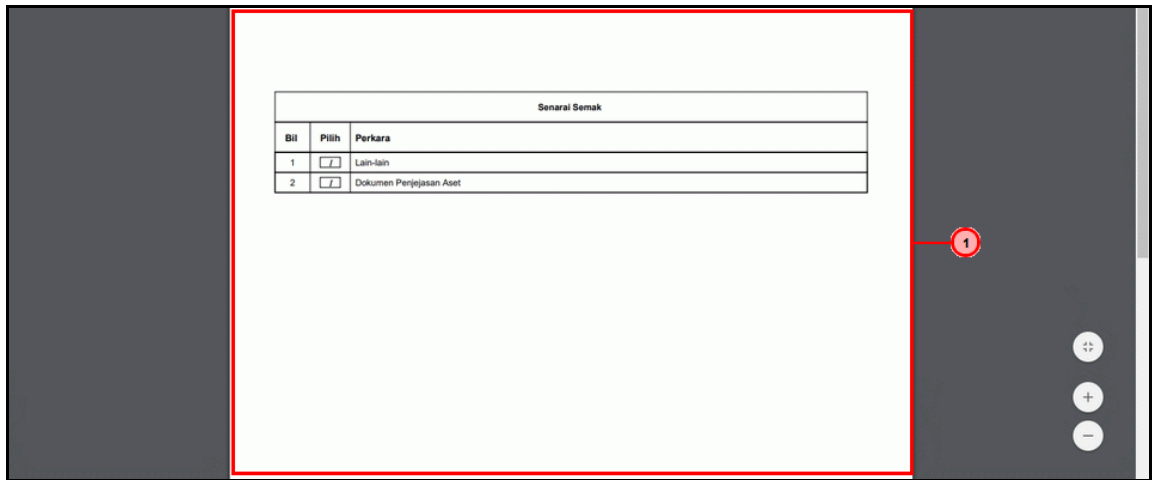 Senarai Semak
Bil Pilih Perkara
1 / Lain-lain
2 / Dokumen Penjejasan Aset
1